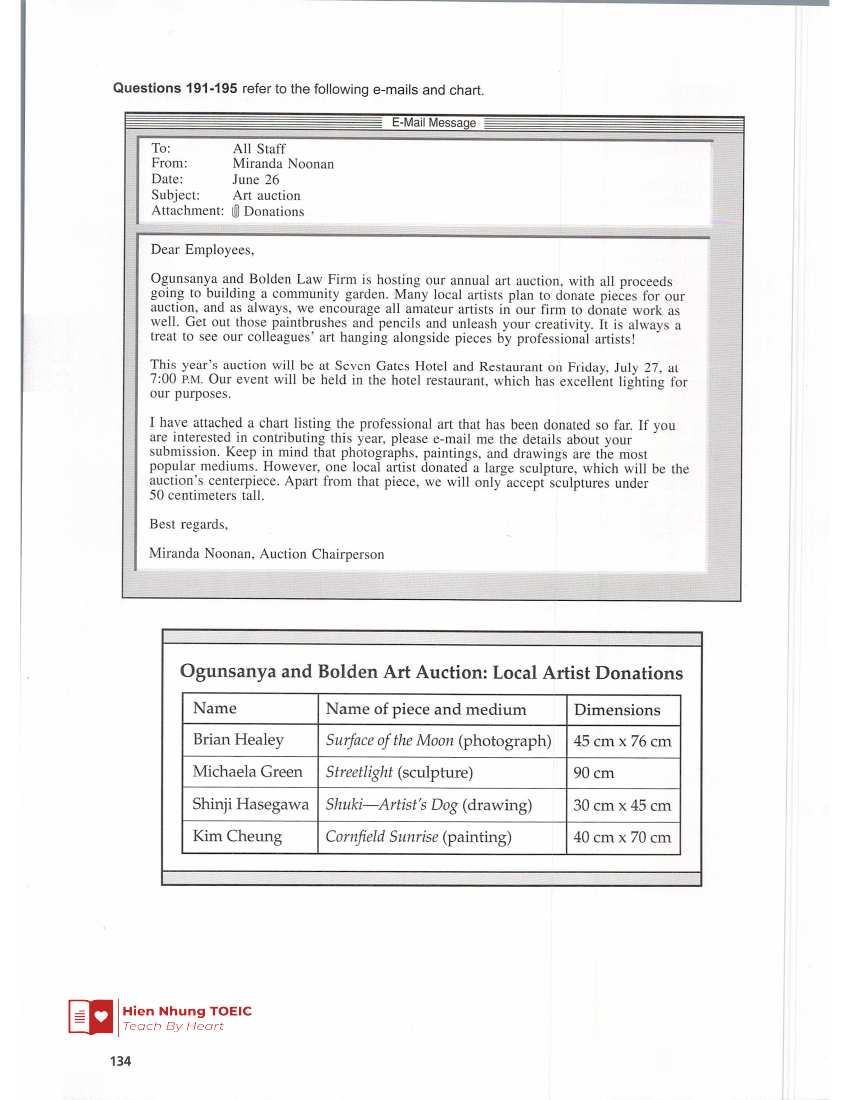 Questions 191-195 refer to the following e-mails and chart.
E-Mail Message
To: All Staff
From: Miranda Noonan
Date: June 26
Subject: Art auction
Attachment: Donations
Dear Employees,
Ogunsanya and Bolden Law Firm is hosting our annual art auction, with all proceeds
going to building a community garden. Many local artists plan to donate pieces for our
auction, and as always, we encourage all amateur artists in our firm to donate work as
well. Get out those paintbrushes and pencils and unleash your creativity. It is always a
treat to see our colleagues' art hanging alongside pieces by professional artists!
This year's auction will be at Seven Gates Hotel and Restaurant on Friday, July 27, at
7:00 P.M. Our event will be held in the hotel restaurant, which has excellent lighting for
our purposes.
I have attached a chart listing the professional art that has been donated so far. If you
are interested in contributing this year, please e-mail me the details about your
submission. Keep in mind that photographs, paintings, and drawings are the most
popular mediums. However, one local artist donated a large sculpture, which will be the
auction's centerpiece. Apart from that piece, we will only accept sculptures under
50 centimeters tall.
Best regards,
Miranda Noonan, Auction Chairperson
Ogunsanya and Bolden Art Auction: Local Artist Donations
Name Name of piece and medium Dimensions
Brian Healey Surface of the Moon (photograph) 45 cm x 76 cm
Michaela Green Streetlight (sculpture) 90 cm
Shinji Hasegawa Shuki—Artist's Dog (drawing) 30 cm x 45 cm
Kim Cheung Cornfield Sunrise (painting) 40 cm x 70 cm
Hien Nhung TOEIC
Teach By Heart
134